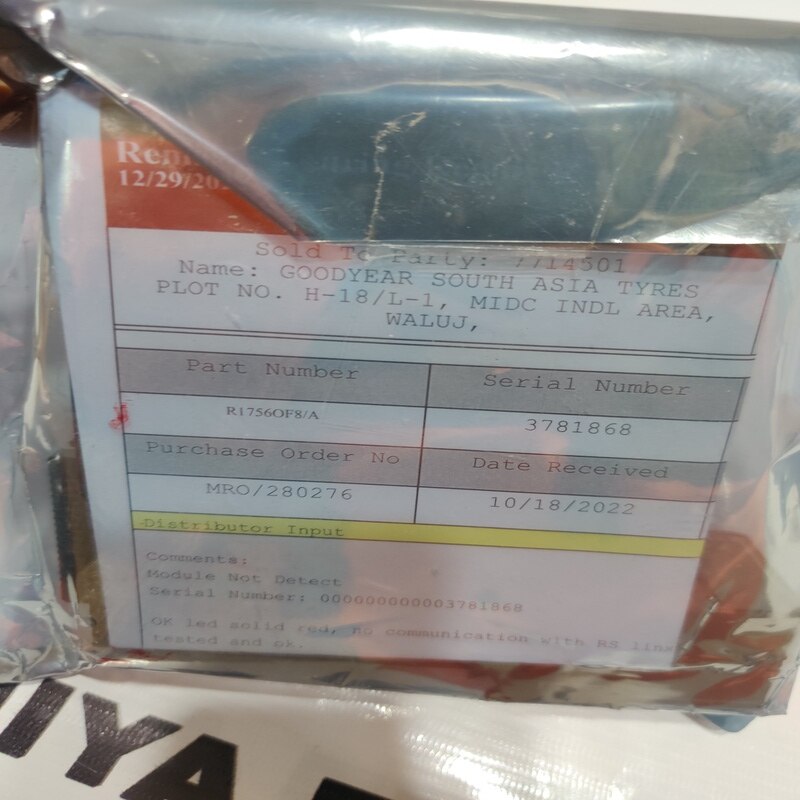 12/29/20
Sold To Party: 7714501
Name: GOODYEAR SOUTH ASIA TYRES
PLOT NO. H-18/L-1, MIDC INDL AREA,
WALUJ,
Part Number
Serial Number
R1756OF8/A
3781868
Purchase Order No
Date Received
MRO/280276
10/18/2022
Distributor Input
Comments:
Module Not Detect
Serial Number: 000000000003781868
OK led solid red, no communication with RS linx
tested and ok.
IYA